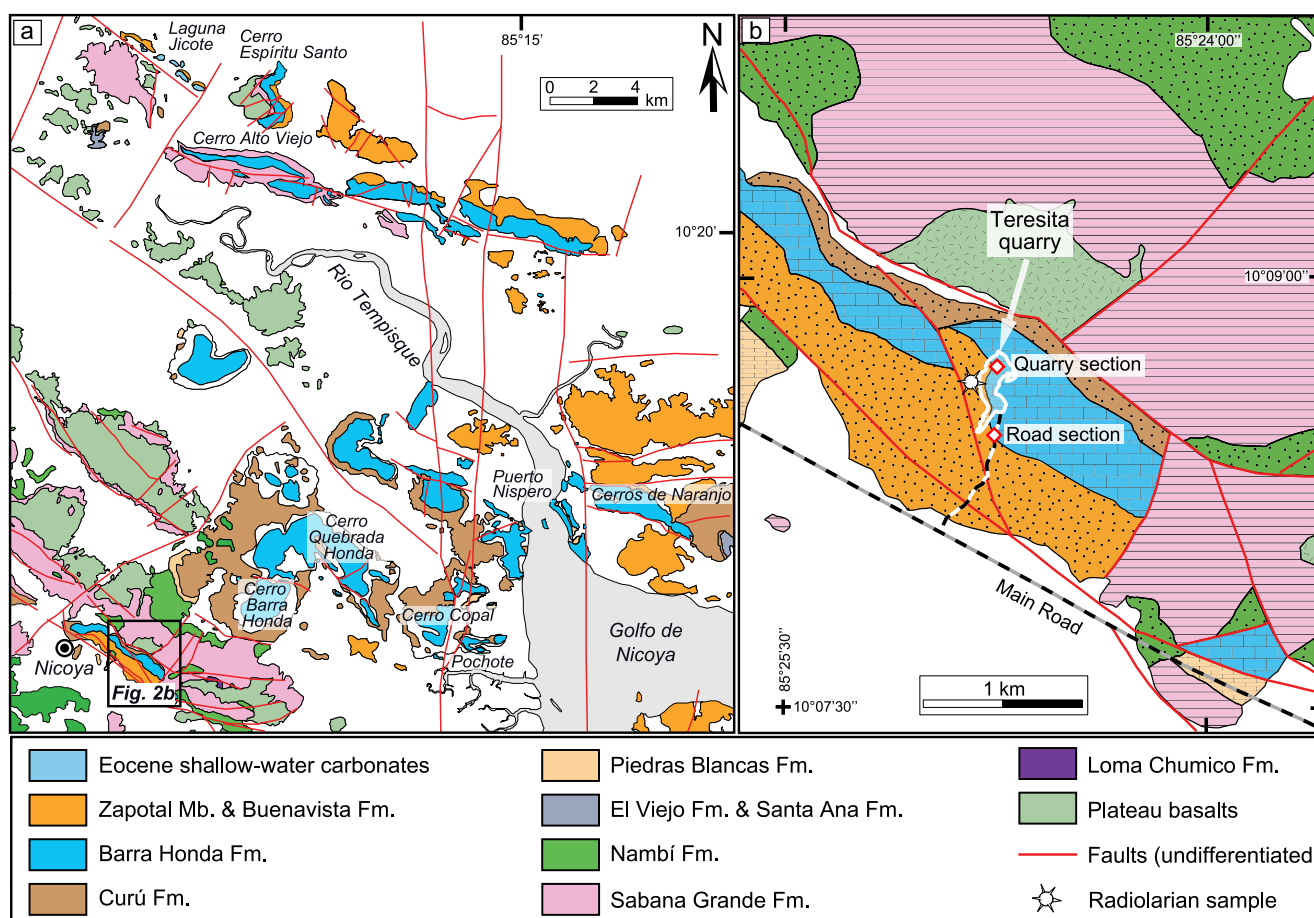 a
Laguna
Jicote
Cerro
Espíritu Santo
85°15'
N
0 2 4
km
Cerro Alto Viejo
10°20'
Rio Tempisque
Puerto
Nispero
Cerros de Naranjo
Cerro
Quebrada
Honda
Cerro
Barra
Honda
Cerro Copal
Golfo de
Nicoya
Pochote
Nicoya
Fig. 2b
b
85°24'00''
Teresita
quarry
10°09'00''
Quarry section
Road section
Main Road
85°25'30''
10°07'30''
1 km
Eocene shallow-water carbonates
Zapotal Mb. & Buenavista Fm.
Barra Honda Fm.
Curú Fm.
Piedras Blancas Fm.
El Viejo Fm. & Santa Ana Fm.
Nambí Fm.
Sabana Grande Fm.
Loma Chumico Fm.
Plateau basalts
Faults (undifferentiated
Radiolarian sample